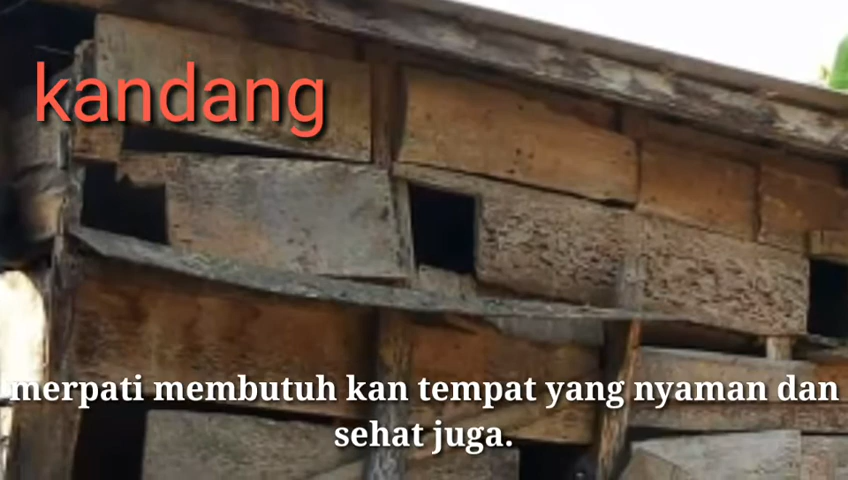 kandang
merpati membutuh kan tempat yang nyaman dan
sehat juga.